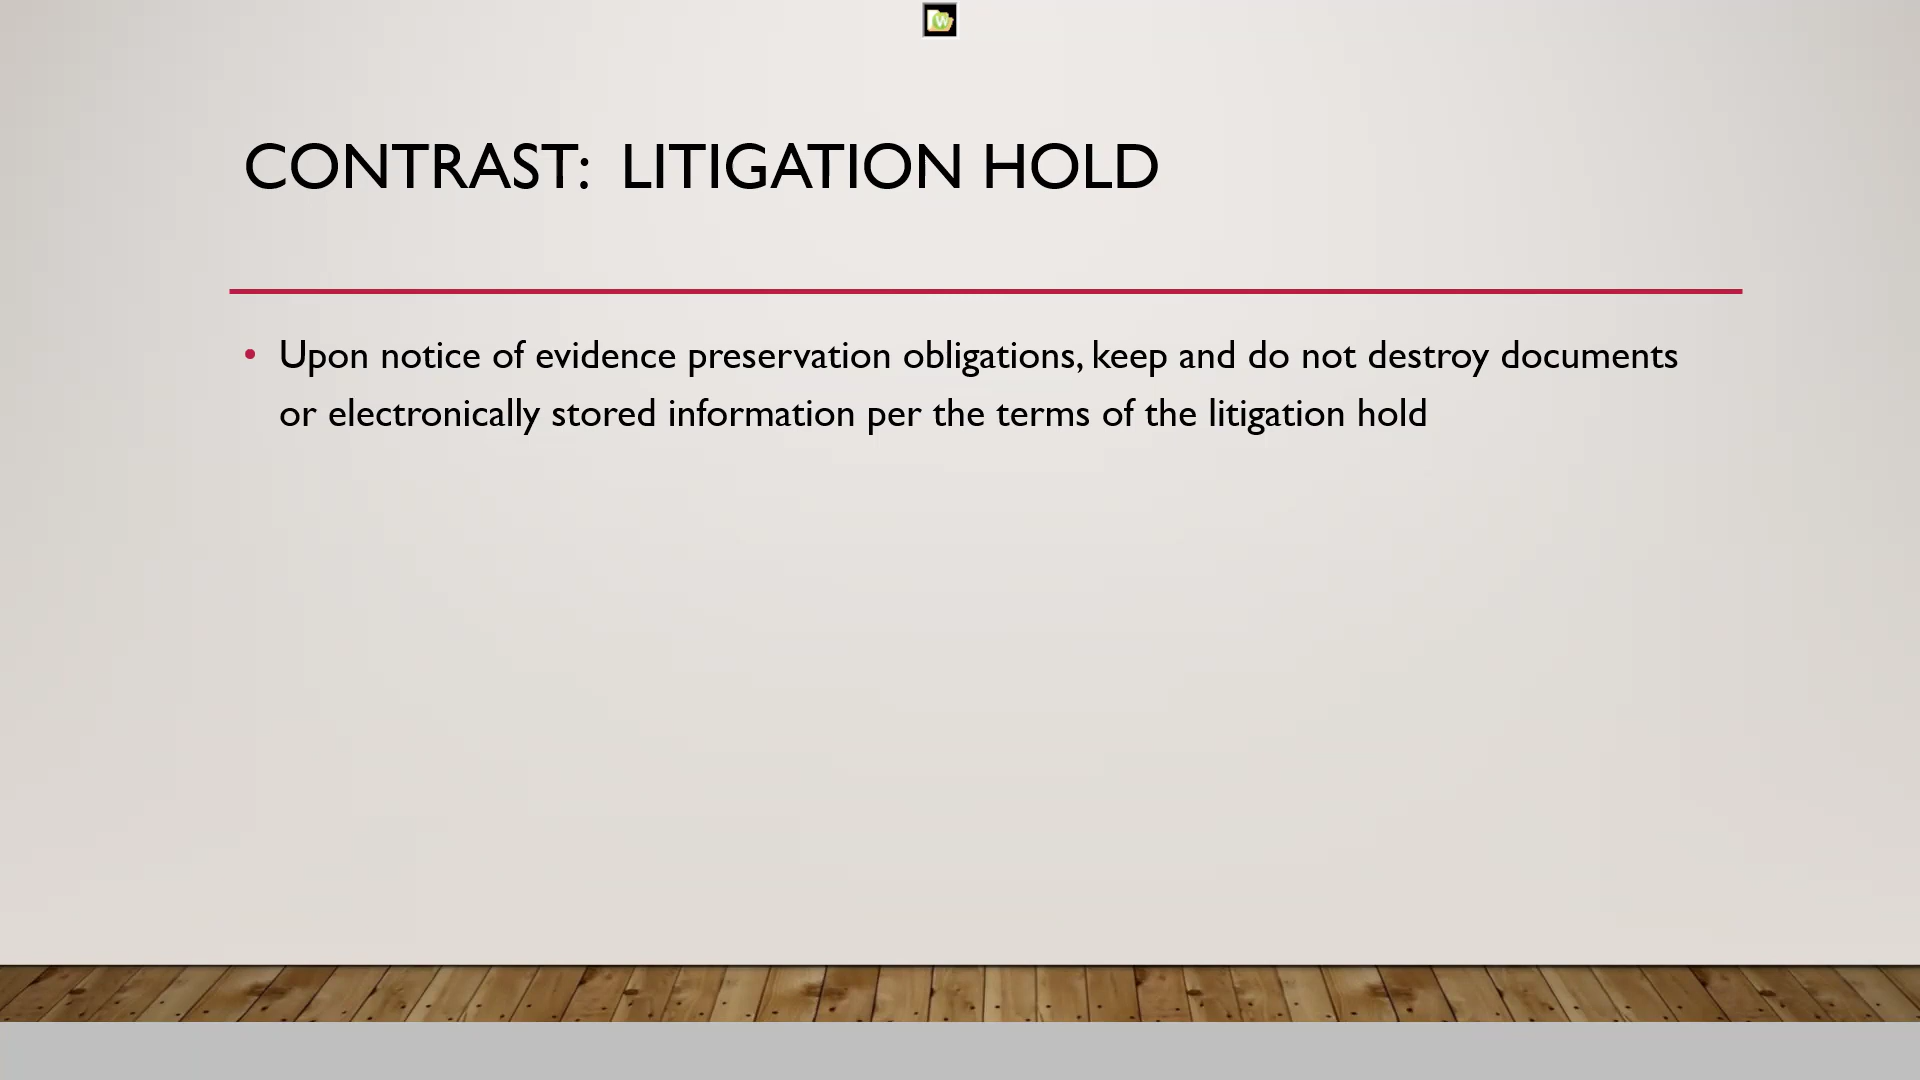 W
CONTRAST: LITIGATION HOLD
• Upon notice of evidence preservation obligations, keep and do not destroy documents
or electronically stored information per the terms of the litigation hold